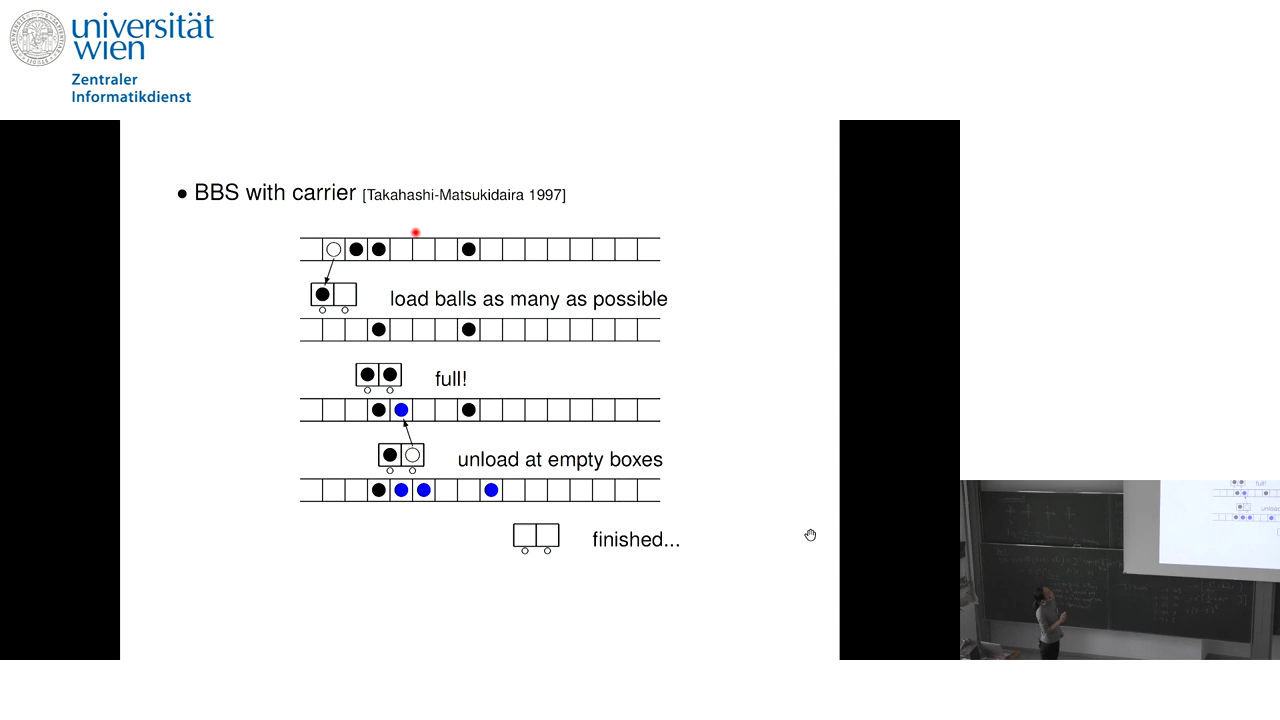 universität
wien
Zentraler
Informatikdienst
● BBS with carrier [Takahashi-Matsukidaira 1997]
load balls as many as possible
full!
unload at empty boxes
finished...
full!